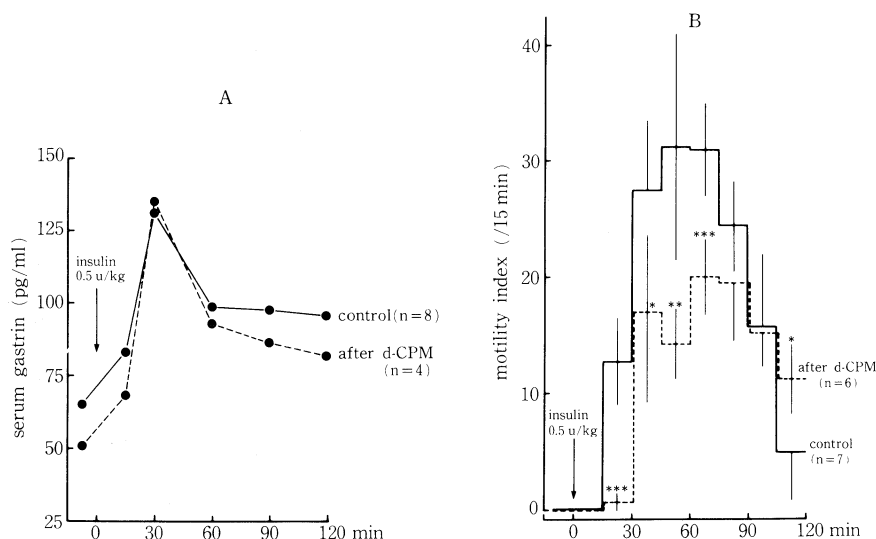 A
serum gastrin (pg/ml)
150
125
100
75
50
25
insulin
0.5 u/kg
control (n=8)
after d-CPM
(n=4)
0 30 60 90 120 min
B
motility index (/15 min)
40
30
20
10
0
insulin
0.5 u/kg
***
*
**
***
*
after d-CPM
(n=6)
control
(n=7)
0 30 60 90 120 min